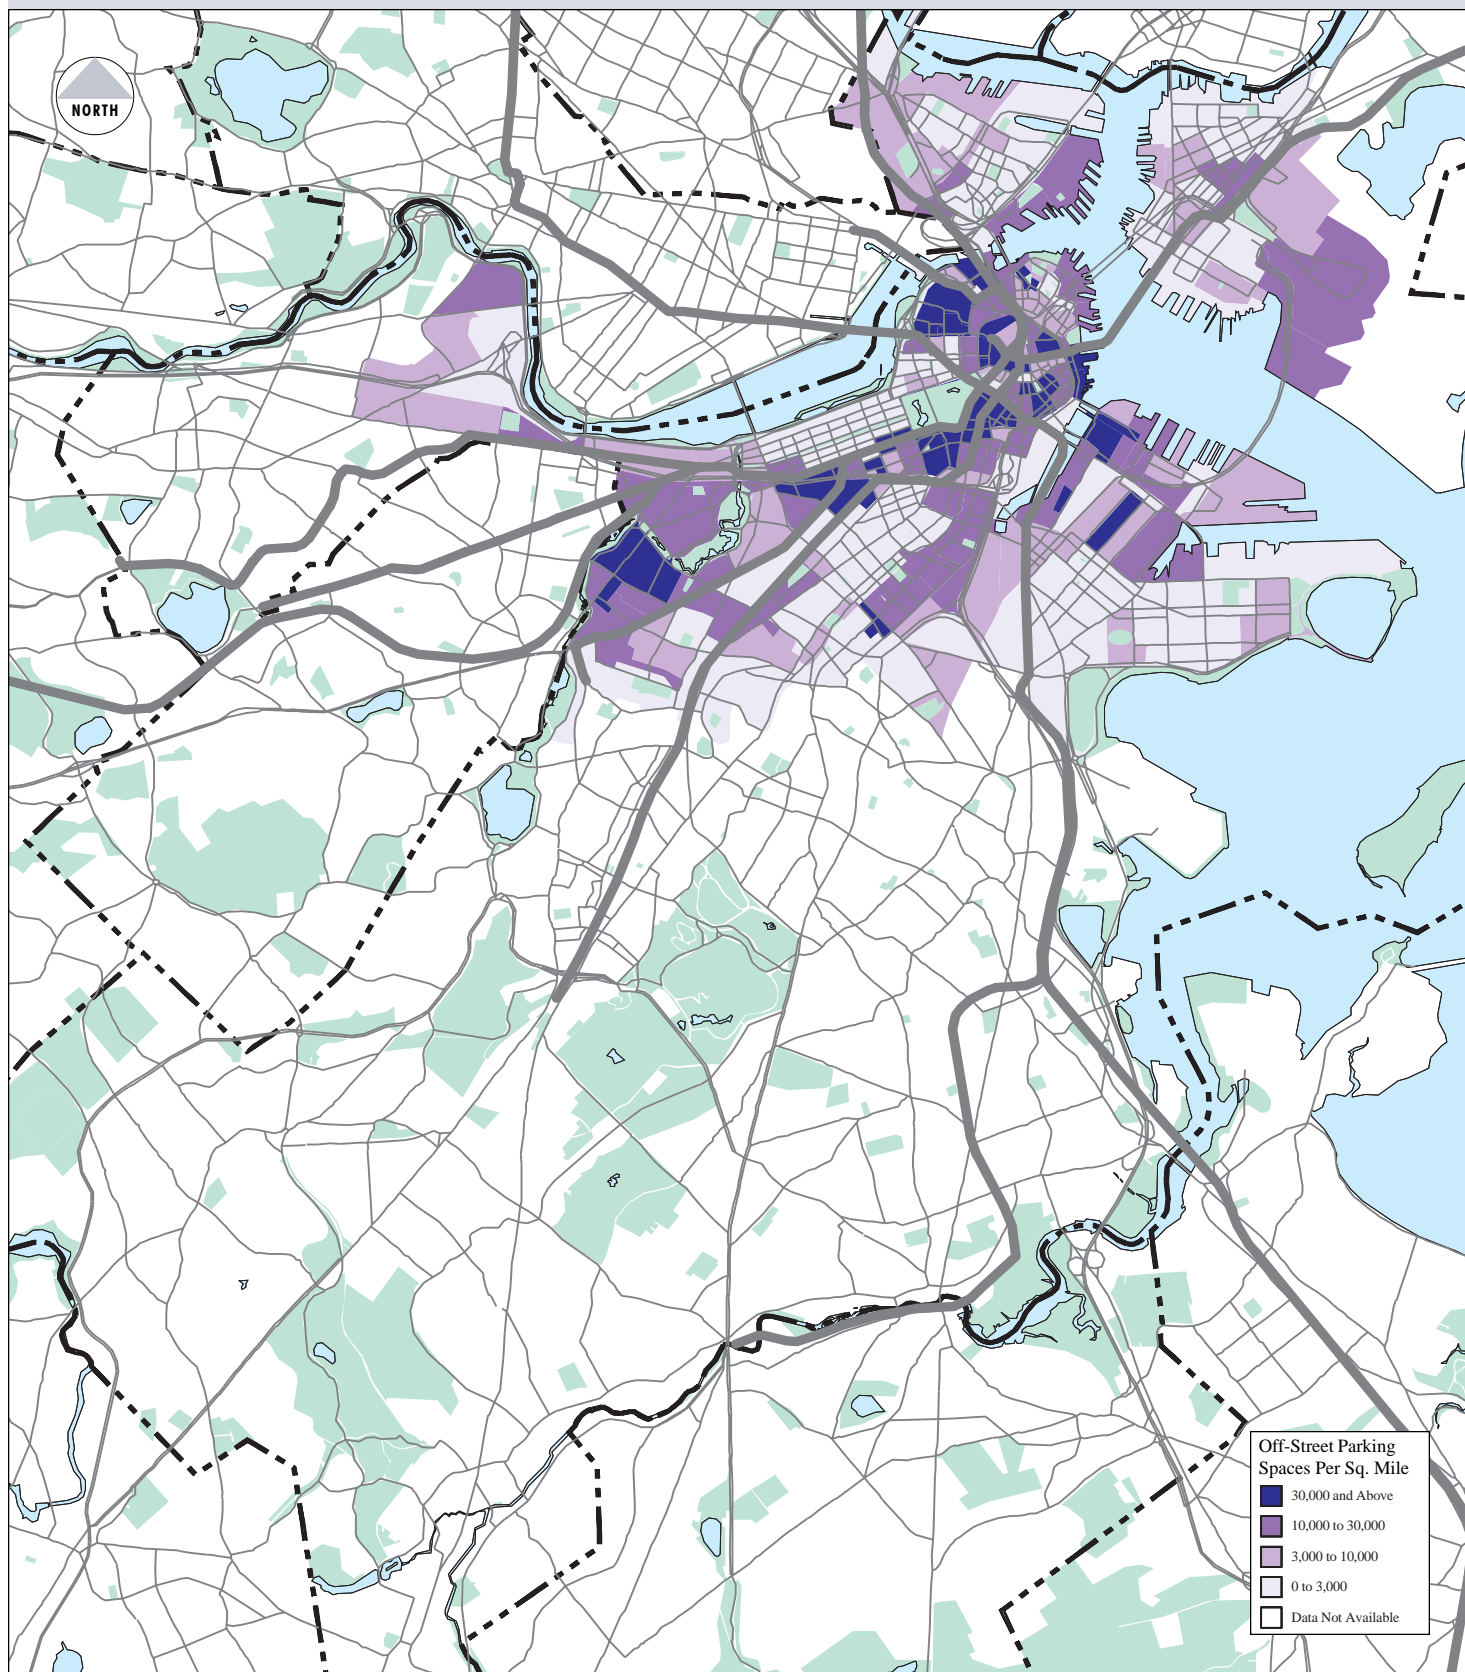 NORTH
Off-Street Parking
Spaces Per Sq. Mile
30,000 and Above
10,000 to 30,000
3,000 to 10,000
0 to 3,000
Data Not Available